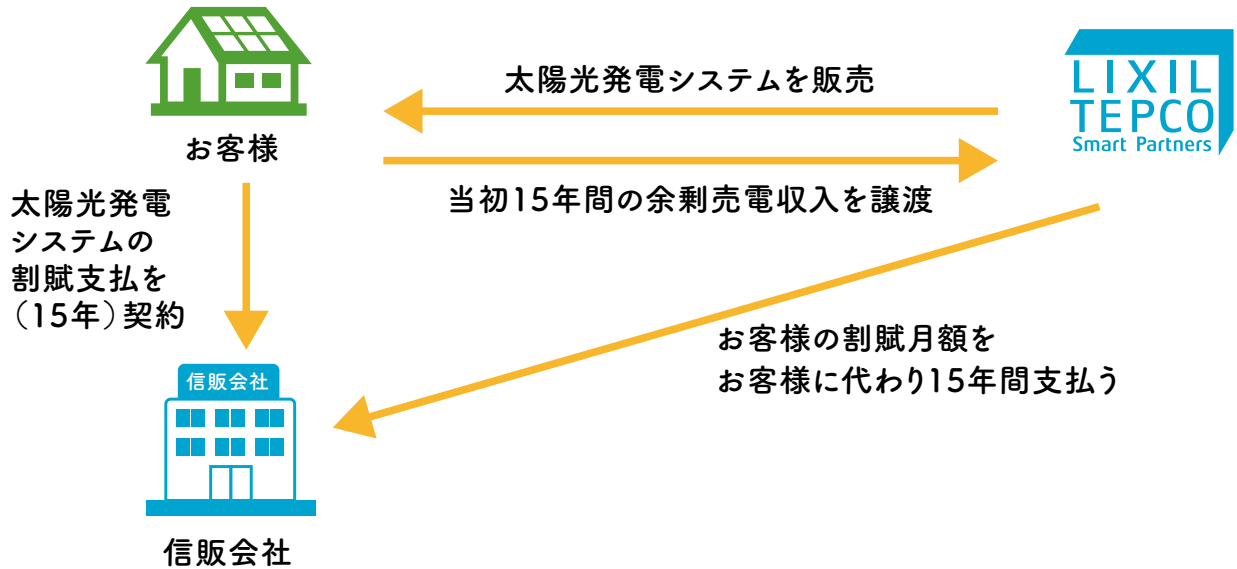 太陽光発電システムを販売
LIXIL
TEPCO
Smart Partners
お客様
当初15年間の余剰売電収入を譲渡
太陽光発電
システムの
割賦支払を
（15年）契約
お客様の割賦月額を
お客様に代わり15年間支払う
信販会社
信販会社